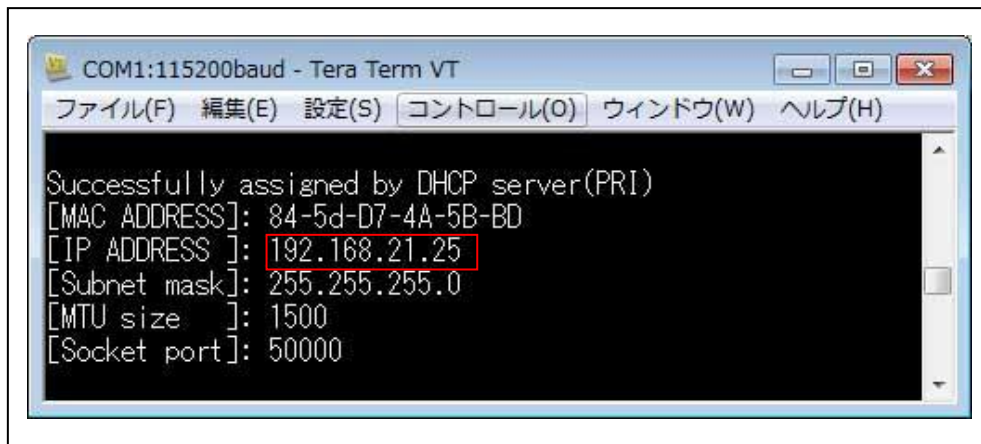 COM1:115200baud - Tera Term VT
ファイル(F) 編集(E) 設定(S) コントロール(O) ウィンドウ(W) ヘルプ(H)
Successfully assigned by DHCP server(PRI)
[MAC ADDRESS]: 84-5d-D7-4A-5B-BD
[IP ADDRESS ]: 192.168.21.25
[Subnet mask]: 255.255.255.0
[MTU size   ]: 1500
[Socket port]: 50000